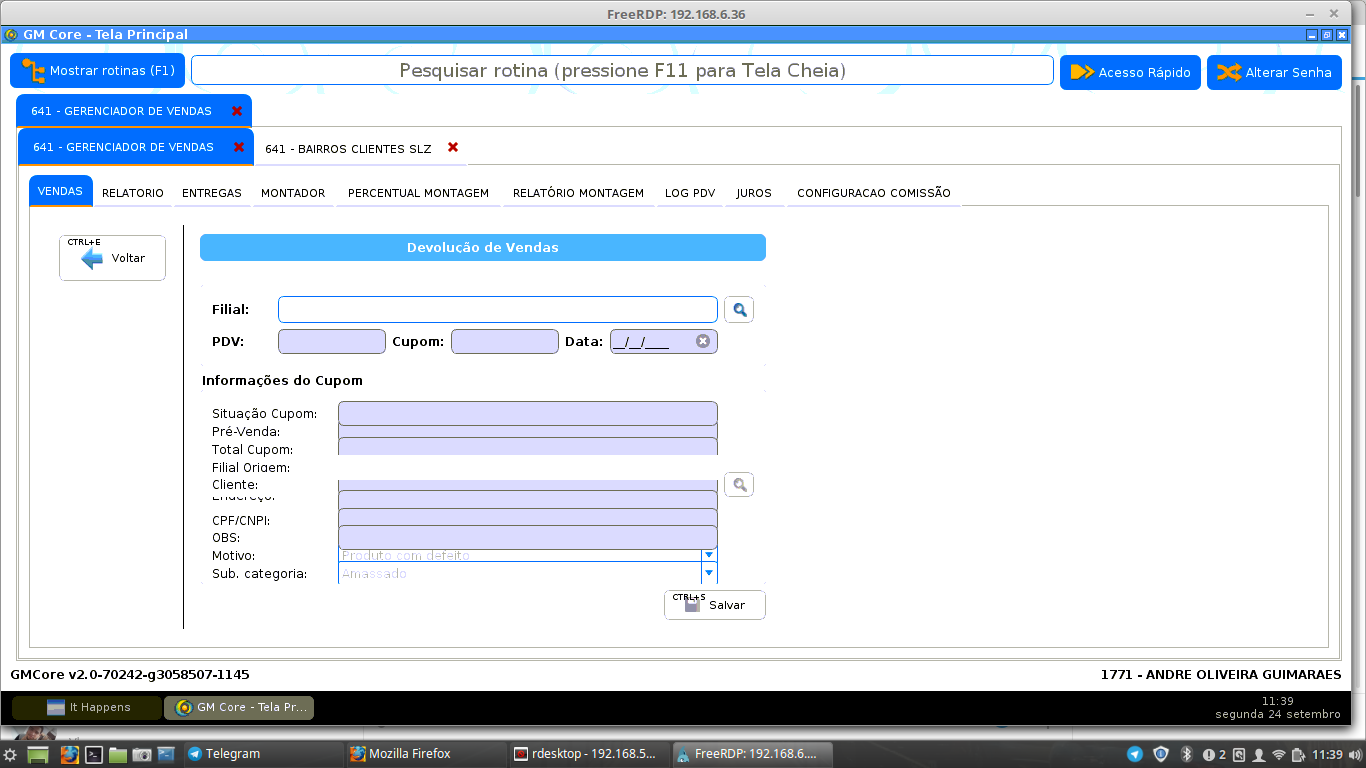 FreeRDP: 192.168.6.36
GM Core - Tela Principal
Mostrar rotinas (F1)
Pesquisar rotina (pressione F11 para Tela Cheia)
Acesso Rápido
Alterar Senha
641 - GERENCIADOR DE VENDAS
641 - GERENCIADOR DE VENDAS
641 - BAIRROS CLIENTES SLZ
VENDAS
RELATORIO
ENTREGAS
MONTADOR
PERCENTUAL MONTAGEM
RELATÓRIO MONTAGEM
LOG PDV
JUROS
CONFIGURACAO COMISSÃO
CTRL+E
Voltar
Devolução de Vendas
Filial:
PDV:
Cupom:
Data: __/__/____
Informações do Cupom
Situação Cupom:
Pré-Venda:
Total Cupom:
Filial Origem:
Cliente:
Endereço:
CPF/CNPJ:
OBS:
Motivo: Produto com defeito
Sub. categoria: Amassado
CTRL+S
Salvar
GMCore v2.0-70242-g3058507-1145
1771 - ANDRE OLIVEIRA GUIMARAES
It Happens
GM Core - Tela Pr...
11:39
segunda 24 setembro
Telegram
Mozilla Firefox
rdesktop - 192.168.5...
FreeRDP: 192.168.6....
2
11:39